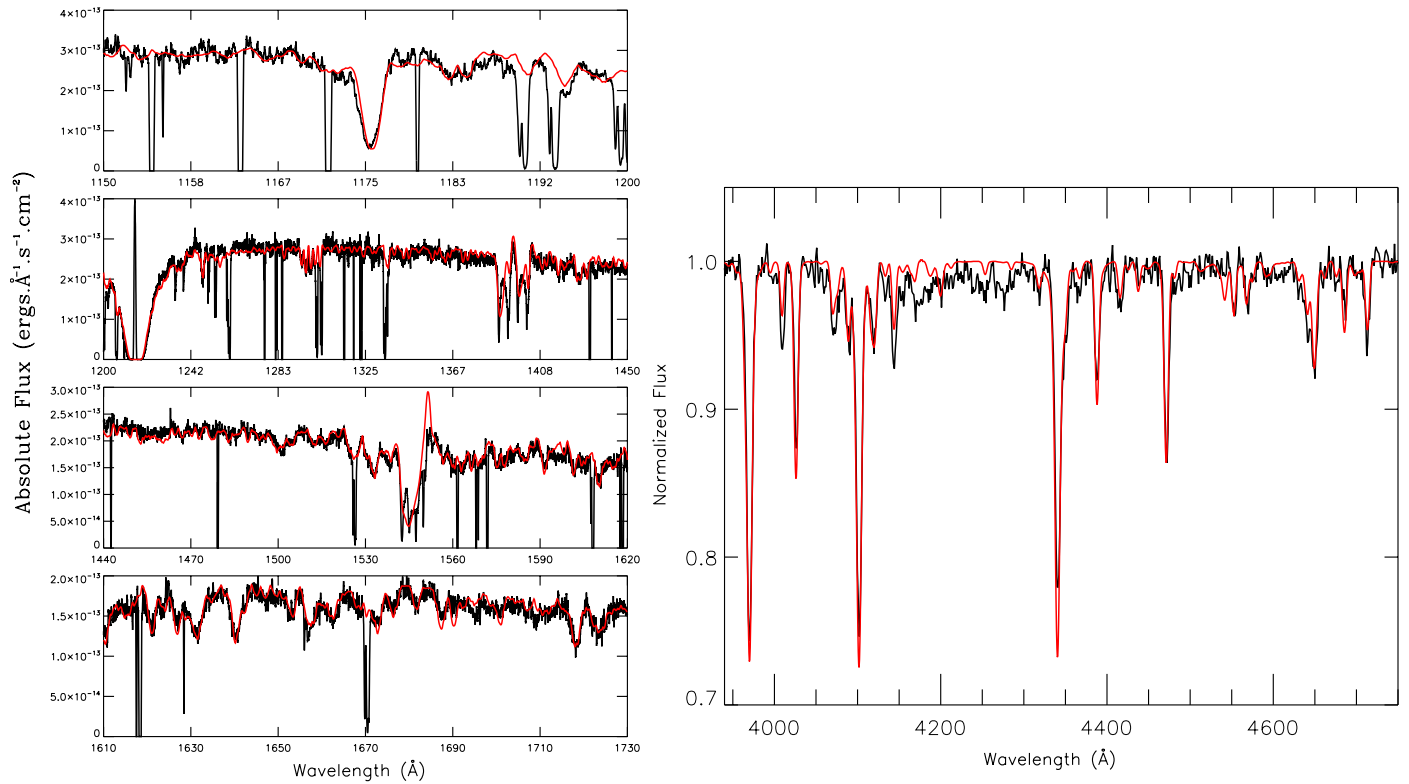 4×10⁻¹³
3×10⁻¹³
2×10⁻¹³
1×10⁻¹³
0
1150 1158 1167 1175 1183 1192 1200
4×10⁻¹³
3×10⁻¹³
2×10⁻¹³
1×10⁻¹³
0
1200 1242 1283 1325 1367 1408 1450
3.0×10⁻¹³
2.5×10⁻¹³
2.0×10⁻¹³
1.5×10⁻¹³
1.0×10⁻¹³
5.0×10⁻¹⁴
0
1440 1470 1500 1530 1560 1590 1620
2.0×10⁻¹³
1.5×10⁻¹³
1.0×10⁻¹³
5.0×10⁻¹⁴
0
1610 1630 1650 1670 1690 1710 1730
Wavelength (Å)
Absolute Flux (ergs.Å⁻¹.s⁻¹.cm⁻²)
1.0
0.9
0.8
0.7
4000 4200 4400 4600
Wavelength (Å)
Normalized Flux